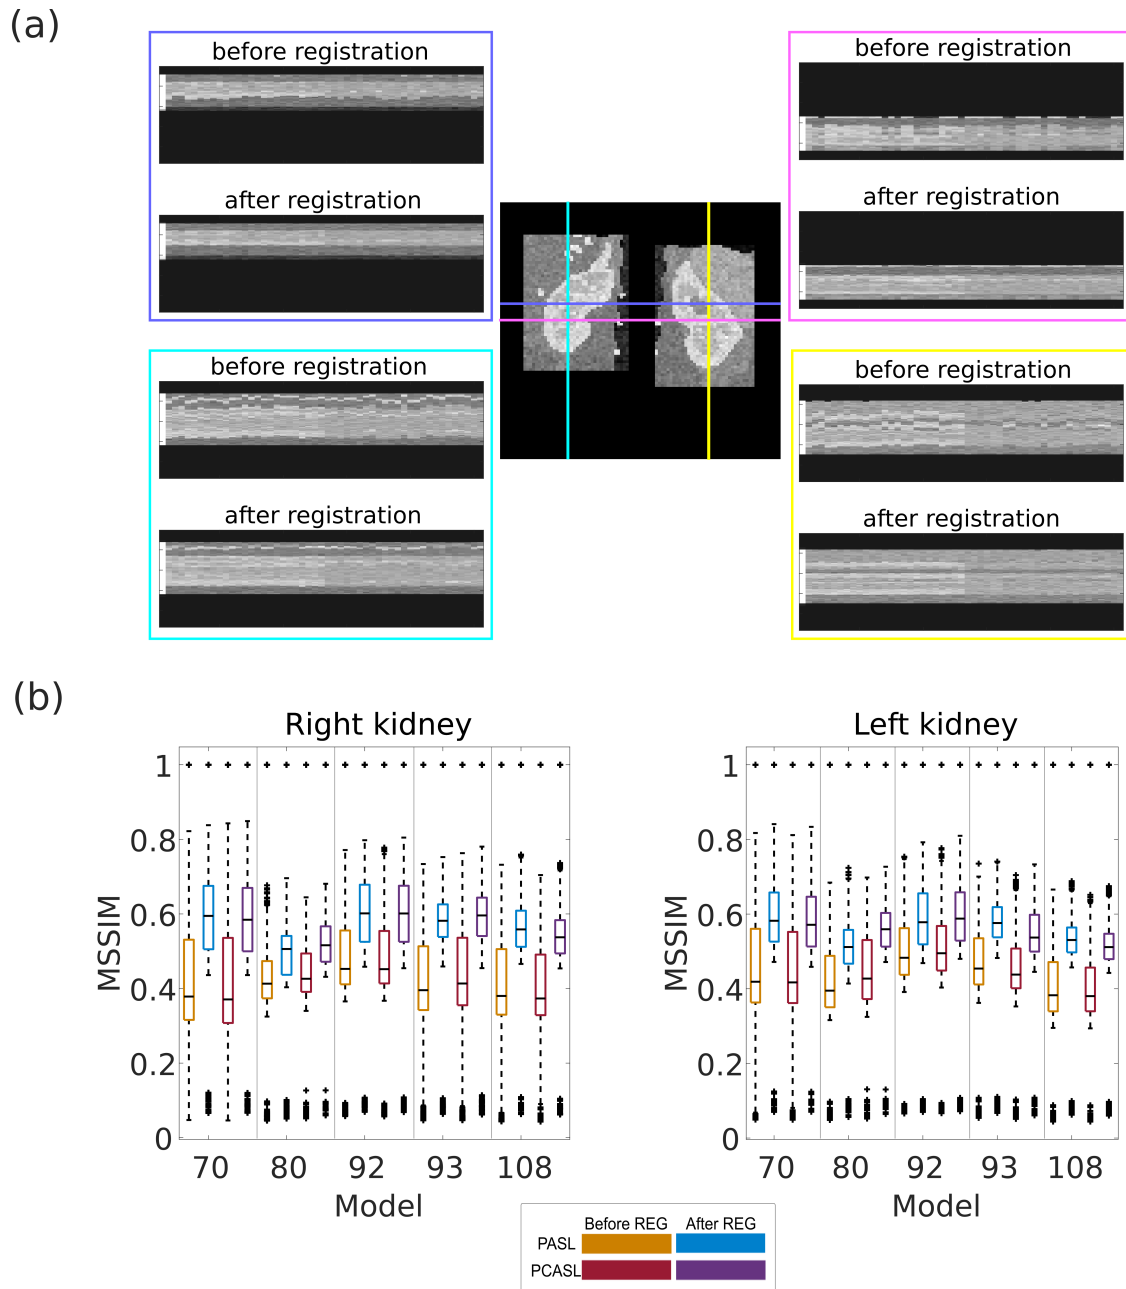 (a)
before registration
after registration
before registration
after registration
before registration
after registration
before registration
after registration
(b)
Right kidney
MSSIM
1
0.8
0.6
0.4
0.2
0
70 80 92 93 108
Model
Left kidney
MSSIM
1
0.8
0.6
0.4
0.2
0
70 80 92 93 108
Model
Before REG After REG
PASL
PCASL